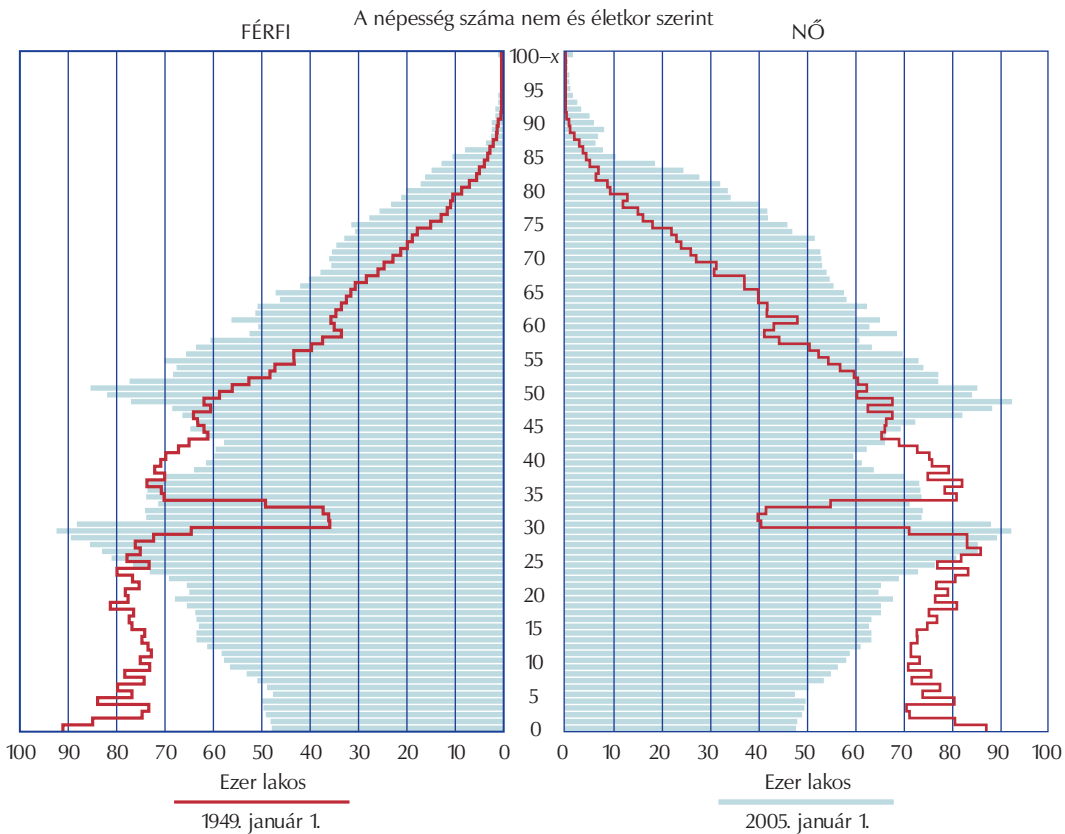 A népesség száma nem és életkor szerint
FÉRFI
NŐ
100–x
95
90
85
80
75
70
65
60
55
50
45
40
35
30
25
20
15
10
5
0
100 90 80 70 60 50 40 30 20 10 0
0 10 20 30 40 50 60 70 80 90 100
Ezer lakos
Ezer lakos
1949. január 1.
2005. január 1.